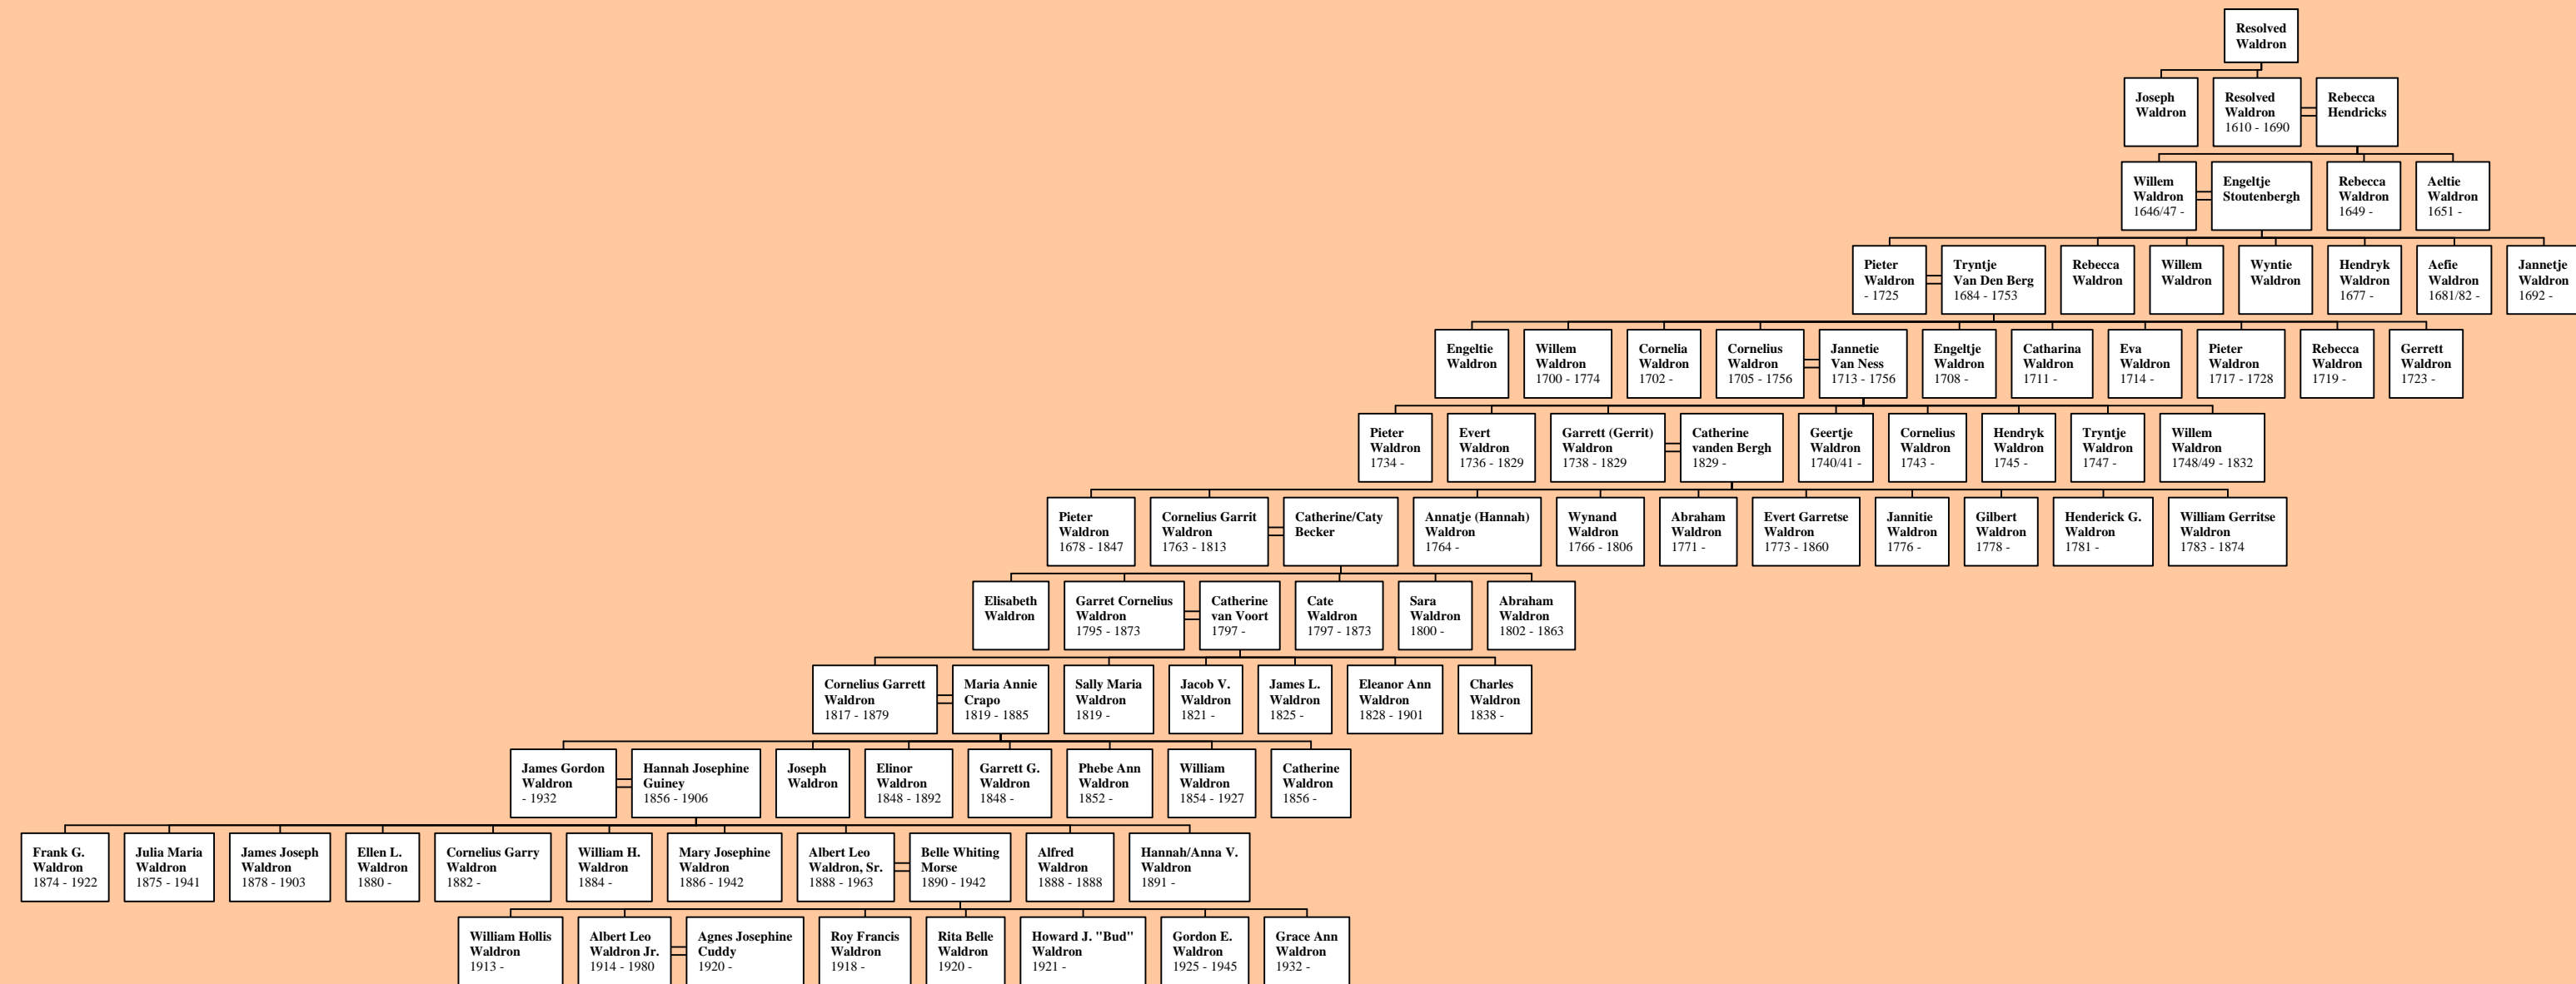 Resolved
Waldron
Joseph
Waldron
Resolved
Waldron
1610 - 1690
Rebecca
Hendricks
Willem
Waldron
1646/47 -
Engeltje
Stoutenbergh
Rebecca
Waldron
1649 -
Aeltie
Waldron
1651 -
Pieter
Waldron
- 1725
Tryntje
Van Den Berg
1684 - 1753
Rebecca
Waldron
Willem
Waldron
Wyntie
Waldron
Hendryk
Waldron
1677 -
Aefie
Waldron
1681/82 -
Jannetje
Waldron
1692 -
Engeltie
Waldron
Willem
Waldron
1700 - 1774
Cornelia
Waldron
1702 -
Cornelius
Waldron
1705 - 1756
Jannetie
Van Ness
1713 - 1756
Engeltje
Waldron
1708 -
Catharina
Waldron
1711 -
Eva
Waldron
1714 -
Pieter
Waldron
1717 - 1728
Rebecca
Waldron
1719 -
Gerrett
Waldron
1723 -
Pieter
Waldron
1734 -
Evert
Waldron
1736 - 1829
Garrett (Gerrit)
Waldron
1738 - 1829
Catherine
vanden Bergh
1829 -
Geertje
Waldron
1740/41 -
Cornelius
Waldron
1743 -
Hendryk
Waldron
1745 -
Tryntje
Waldron
1747 -
Willem
Waldron
1748/49 - 1832
Pieter
Waldron
1678 - 1847
Cornelius Garrit
Waldron
1763 - 1813
Catherine/Caty
Becker
Annatje (Hannah)
Waldron
1764 -
Wynand
Waldron
1766 - 1806
Abraham
Waldron
1771 -
Evert Garretse
Waldron
1773 - 1860
Jannitie
Waldron
1776 -
Gilbert
Waldron
1778 -
Henderick G.
Waldron
1781 -
William Gerritse
Waldron
1783 - 1874
Elisabeth
Waldron
Garret Cornelius
Waldron
1795 - 1873
Catherine
van Voort
1797 -
Cate
Waldron
1797 - 1873
Sara
Waldron
1800 -
Abraham
Waldron
1802 - 1863
Cornelius Garrett
Waldron
1817 - 1879
Maria Annie
Crapo
1819 - 1885
Sally Maria
Waldron
1819 -
Jacob V.
Waldron
1821 -
James L.
Waldron
1825 -
Eleanor Ann
Waldron
1828 - 1901
Charles
Waldron
1838 -
James Gordon
Waldron
- 1932
Hannah Josephine
Guiney
1856 - 1906
Joseph
Waldron
Elinor
Waldron
1848 - 1892
Garrett G.
Waldron
1848 -
Phebe Ann
Waldron
1852 -
William
Waldron
1854 - 1927
Catherine
Waldron
1856 -
Frank G.
Waldron
1874 - 1922
Julia Maria
Waldron
1875 - 1941
James Joseph
Waldron
1878 - 1903
Ellen L.
Waldron
1880 -
Cornelius Garry
Waldron
1882 -
William H.
Waldron
1884 -
Mary Josephine
Waldron
1886 - 1942
Albert Leo
Waldron, Sr.
1888 - 1963
Belle Whiting
Morse
1890 - 1942
Alfred
Waldron
1888 - 1888
Hannah/Anna V.
Waldron
1891 -
William Hollis
Waldron
1913 -
Albert Leo
Waldron Jr.
1914 - 1980
Agnes Josephine
Cuddy
1920 -
Roy Francis
Waldron
1918 -
Rita Belle
Waldron
1920 -
Howard J. "Bud"
Waldron
1921 -
Gordon E.
Waldron
1925 - 1945
Grace Ann
Waldron
1932 -